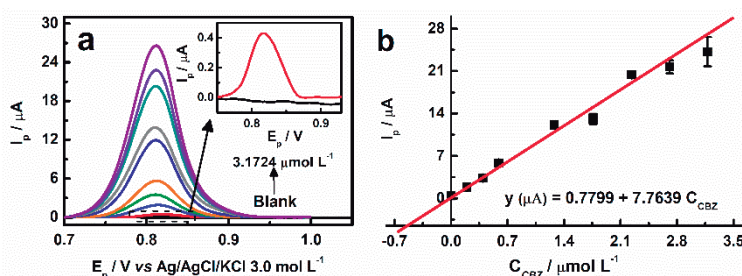 a
I_p / μA
30
24
18
12
6
0
0.7 0.8 0.9 1.0
E_p / V vs Ag/AgCl/KCl 3.0 mol L⁻¹
I_p / μA
0.4
0.2
0.0
0.8 0.9
E_p / V
3.1724 μmol L⁻¹
Blank
b
I_p / μA
28
21
14
7
0
-0.7 0.0 0.7 1.4 2.1 2.8 3.5
C_CBZ / μmol L⁻¹
y (μA) = 0.7799 + 7.7639 C_CBZ